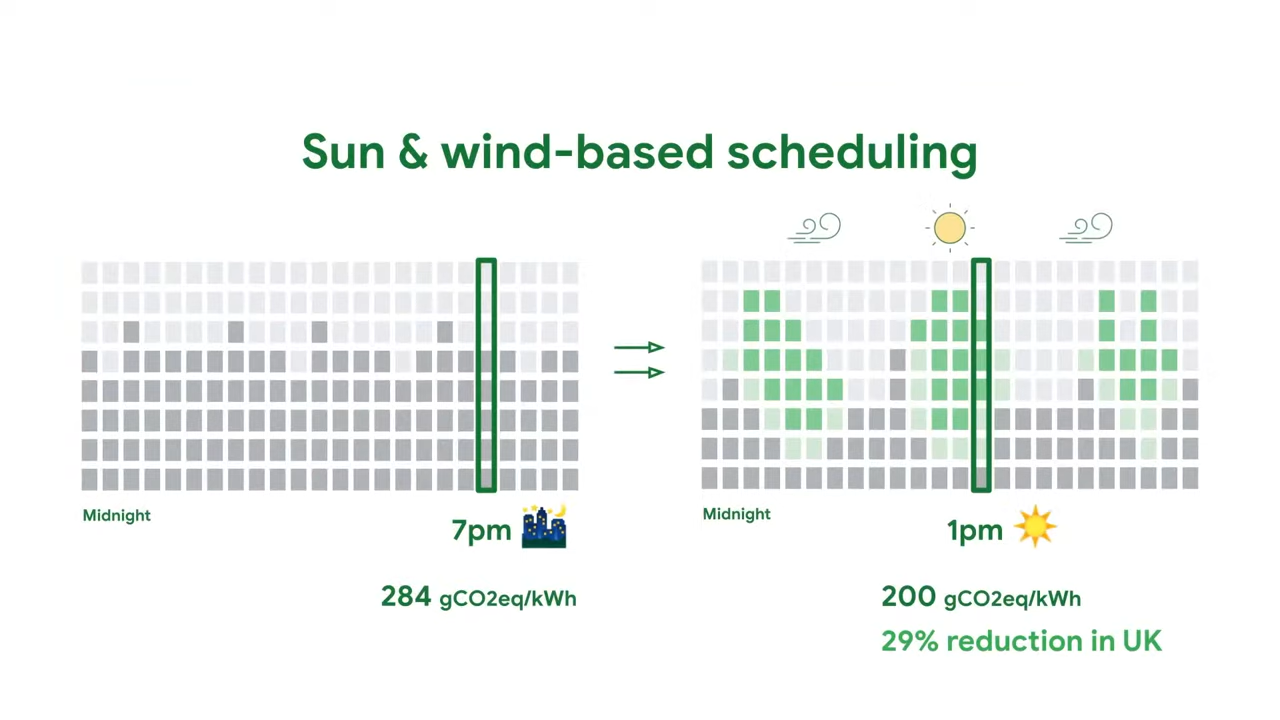 Sun & wind-based scheduling
Midnight
7pm
284 gCO2eq/kWh
Midnight
1pm
200 gCO2eq/kWh
29% reduction in UK